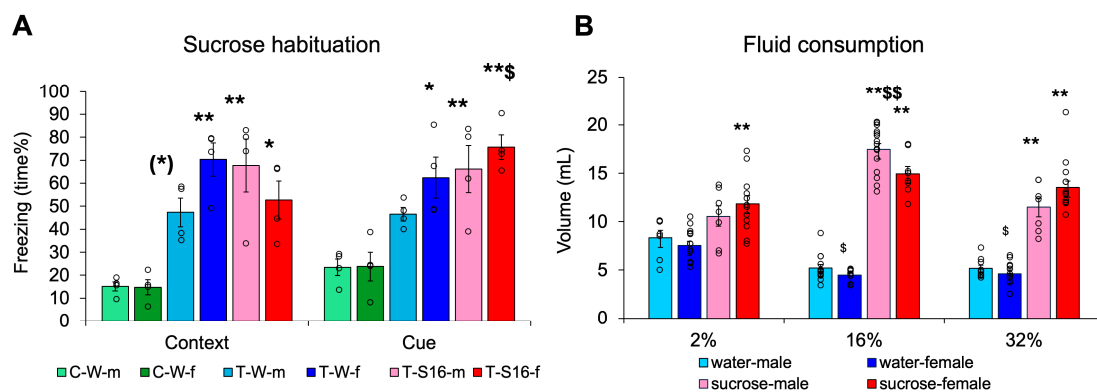 A
Sucrose habituation
Freezing (time%)
100
90
80
70
60
50
40
30
20
10
0
(*)
**
**
*
*
**
**$
Context
Cue
C-W-m
C-W-f
T-W-m
T-W-f
T-S16-m
T-S16-f
B
Fluid consumption
Volume (mL)
25
20
15
10
5
0
**
$
**$$
**
$
**
**
2%
16%
32%
water-male
water-female
sucrose-male
sucrose-female